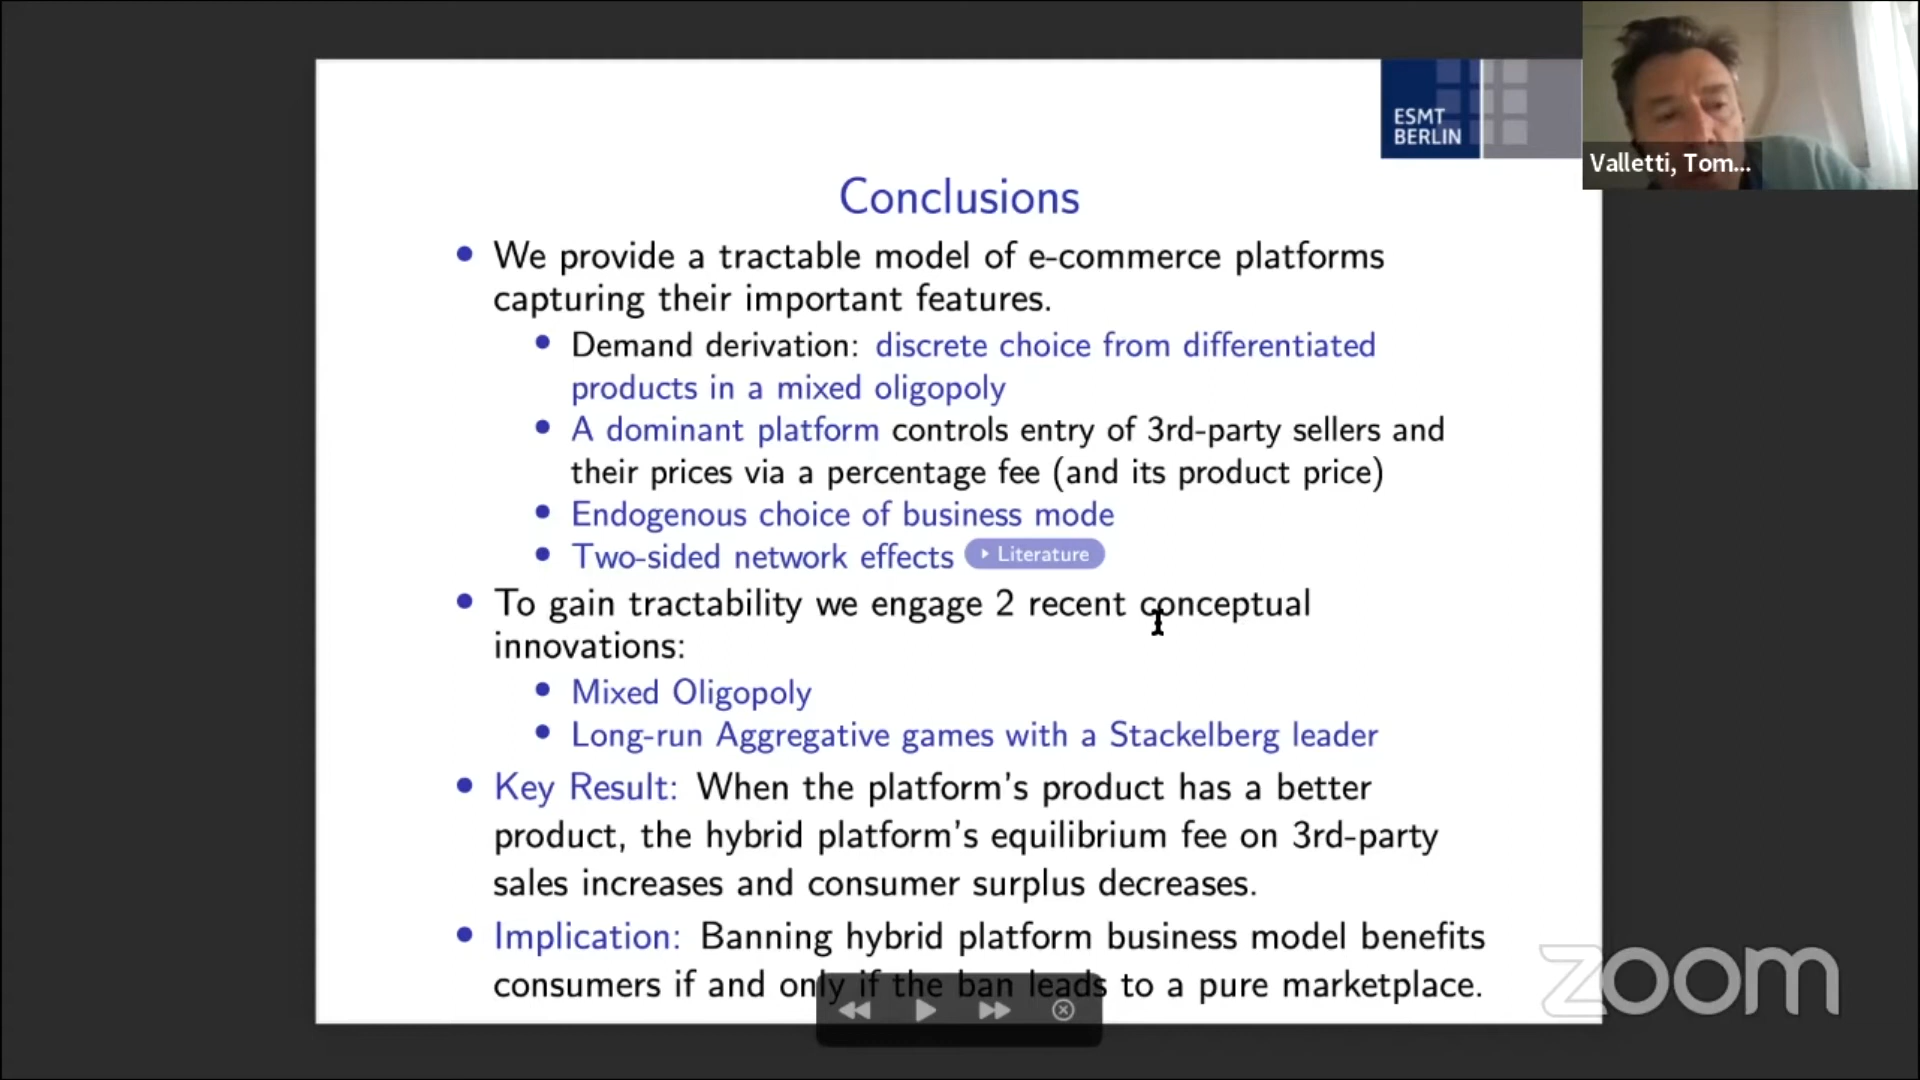 ESMT
BERLIN
Valletti, Tom...
Conclusions
We provide a tractable model of e-commerce platforms
capturing their important features.
Demand derivation: discrete choice from differentiated
products in a mixed oligopoly
A dominant platform controls entry of 3rd-party sellers and
their prices via a percentage fee (and its product price)
Endogenous choice of business mode
Two-sided network effects Literature
To gain tractability we engage 2 recent conceptual
innovations:
Mixed Oligopoly
Long-run Aggregative games with a Stackelberg leader
Key Result: When the platform's product has a better
product, the hybrid platform's equilibrium fee on 3rd-party
sales increases and consumer surplus decreases.
Implication: Banning hybrid platform business model benefits
consumers if and only if the ban leads to a pure marketplace.
zoom